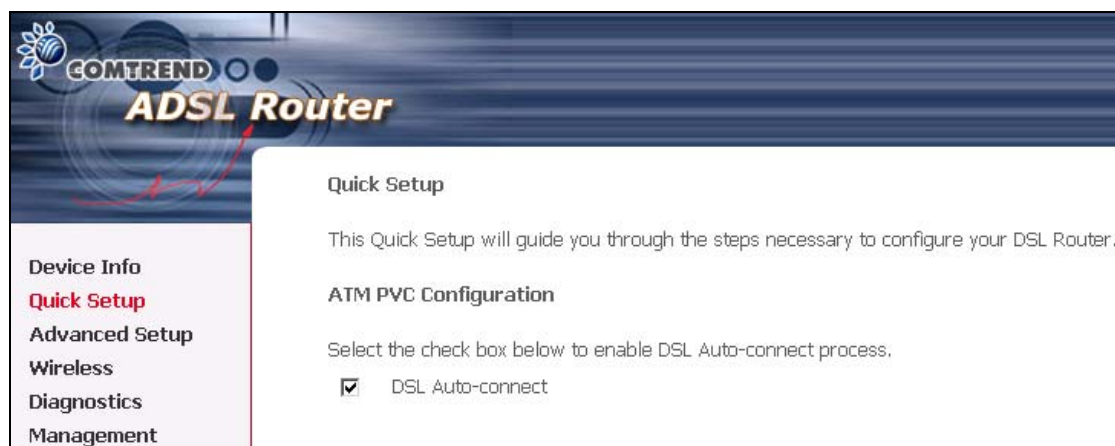 COMTREND
ADSL Router
Device Info
Quick Setup
Advanced Setup
Wireless
Diagnostics
Management
Quick Setup
This Quick Setup will guide you through the steps necessary to configure your DSL Router.
ATM PVC Configuration
Select the check box below to enable DSL Auto-connect process.
DSL Auto-connect